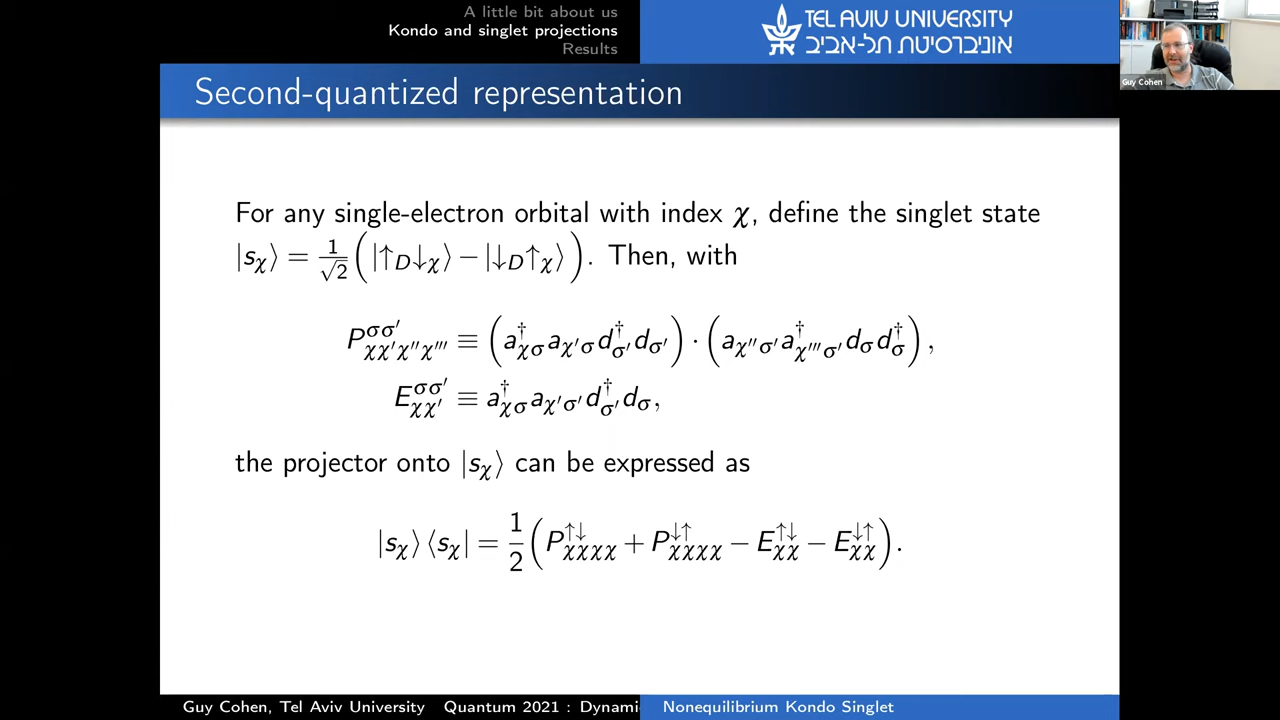 A little bit about us
Kondo and singlet projections
Results
TEL AVIV UNIVERSITY
אוניברסיטת תל-אביב
Guy Cohen
Second-quantized representation
For any single-electron orbital with index χ, define the singlet state
|s_χ⟩ = 1/√2 (|↑_D↓_χ⟩ − |↓_D↑_χ⟩). Then, with
P^{σσ′}_{χχ′χ″χ‴} ≡ (a†_{χσ} a_{χ′σ} d†_{σ′} d_{σ′}) · (a_{χ″σ′} a†_{χ‴σ′} d_σ d†_σ),
E^{σσ′}_{χχ′} ≡ a†_{χσ} a_{χ′σ′} d†_{σ′} d_σ,
the projector onto |s_χ⟩ can be expressed as
|s_χ⟩⟨s_χ| = 1/2 (P^{↑↓}_{χχχχ} + P^{↓↑}_{χχχχ} − E^{↑↓}_{χχ} − E^{↓↑}_{χχ}).
Guy Cohen, Tel Aviv University Quantum 2021 : Dynami Nonequilibrium Kondo Singlet